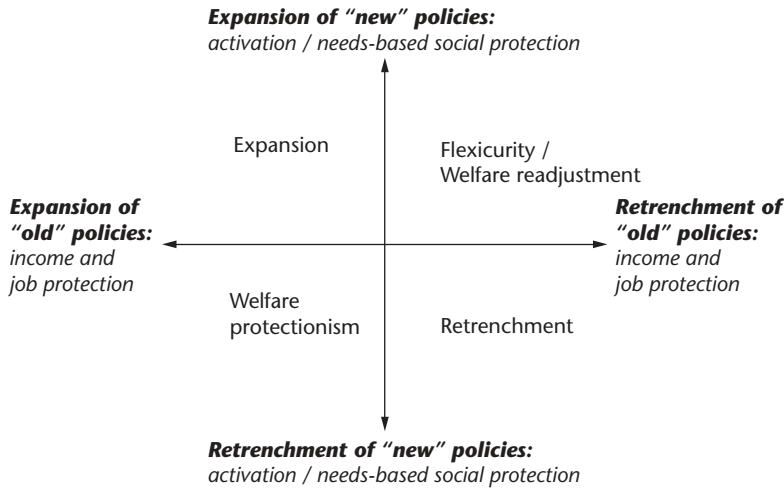 Expansion of “new” policies:
activation / needs-based social protection
Expansion
Flexicurity /
Welfare readjustment
Expansion of
“old” policies:
income and
job protection
Retrenchment of
“old” policies:
income and
job protection
Welfare
protectionism
Retrenchment
Retrenchment of “new” policies:
activation / needs-based social protection